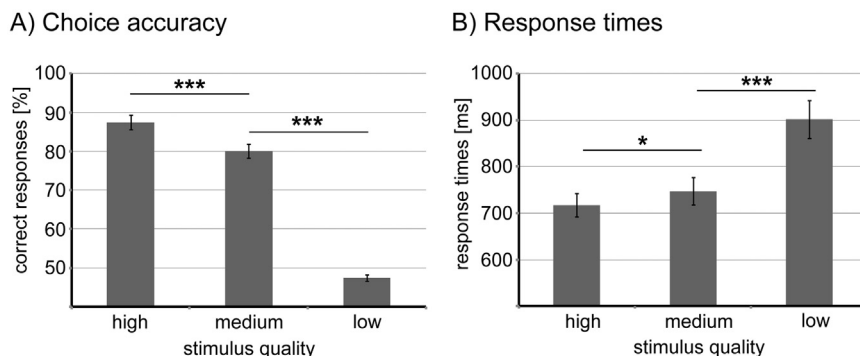 A) Choice accuracy
correct responses [%]
100
90
80
70
60
50
***
***
high medium low
stimulus quality
B) Response times
response times [ms]
1000
900
800
700
600
***
*
high medium low
stimulus quality